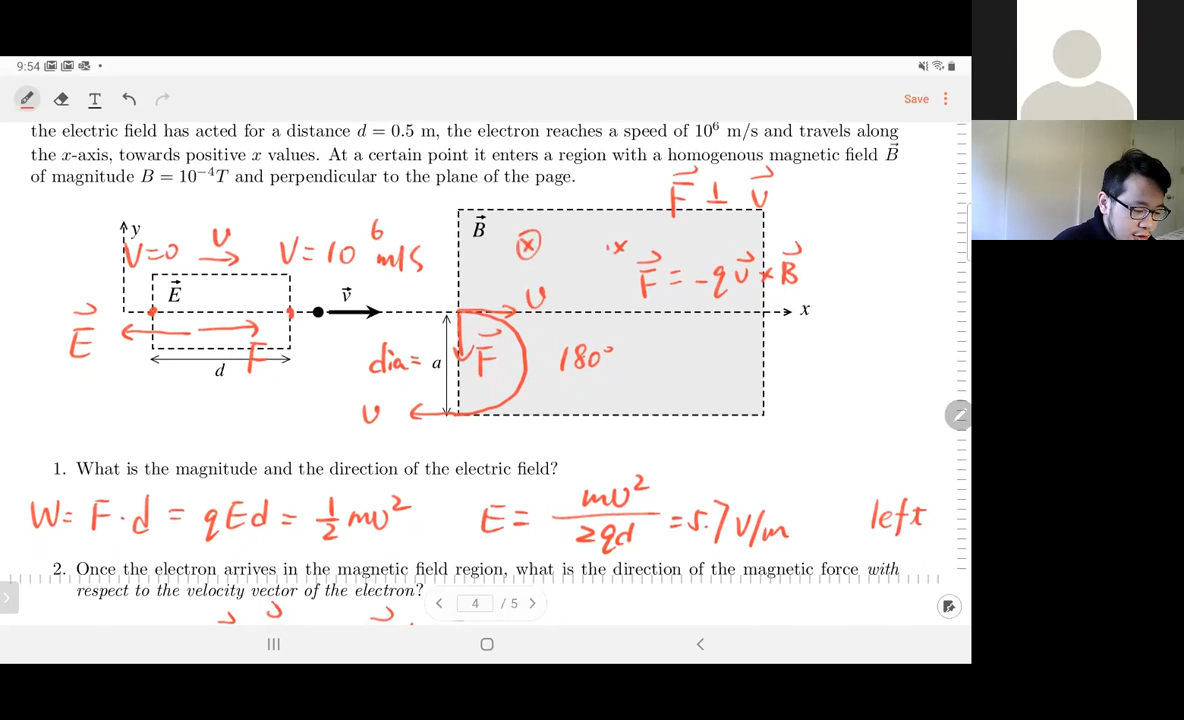 9:54
T
Save
the electric field has acted for a distance d = 0.5 m, the electron reaches a speed of 10⁶ m/s and travels along
the x-axis, towards positive x values. At a certain point it enters a region with a homogenous magnetic field B⃗
of magnitude B = 10⁻⁴T and perpendicular to the plane of the page.
F⃗ ⊥ v⃗
y
B⃗
V=0
v
V=10⁶ m/s
F⃗ = -qv⃗ × B⃗
E⃗
v⃗
v
x
E⃗
F
dia= a
F⃗
180°
d
v
1. What is the magnitude and the direction of the electric field?
W= F·d = qEd = ½mv²
E= mv²/2qd =5.7 V/m
left
2. Once the electron arrives in the magnetic field region, what is the direction of the magnetic force with
respect to the velocity vector of the electron?
4 / 5